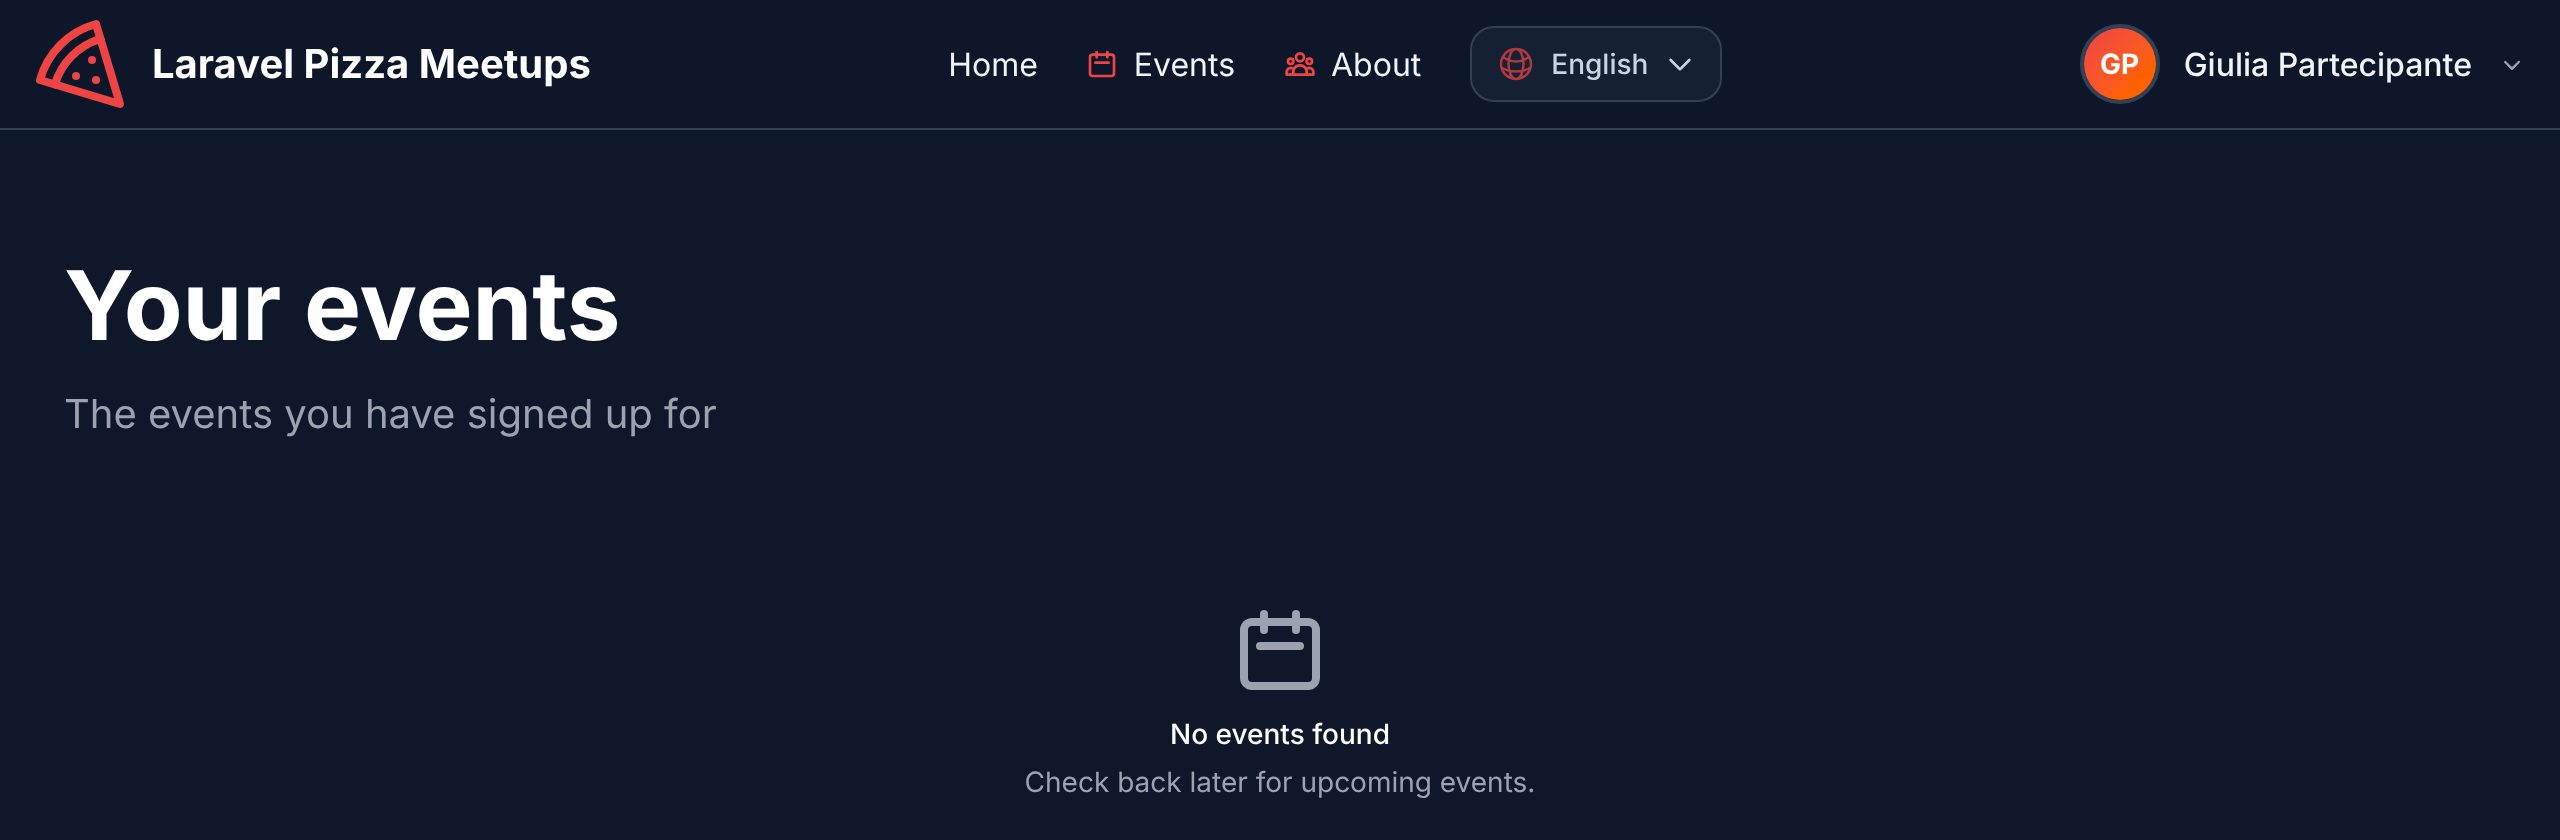 Laravel Pizza Meetups
Home Events About English
GP Giulia Partecipante
Your events
The events you have signed up for
No events found
Check back later for upcoming events.